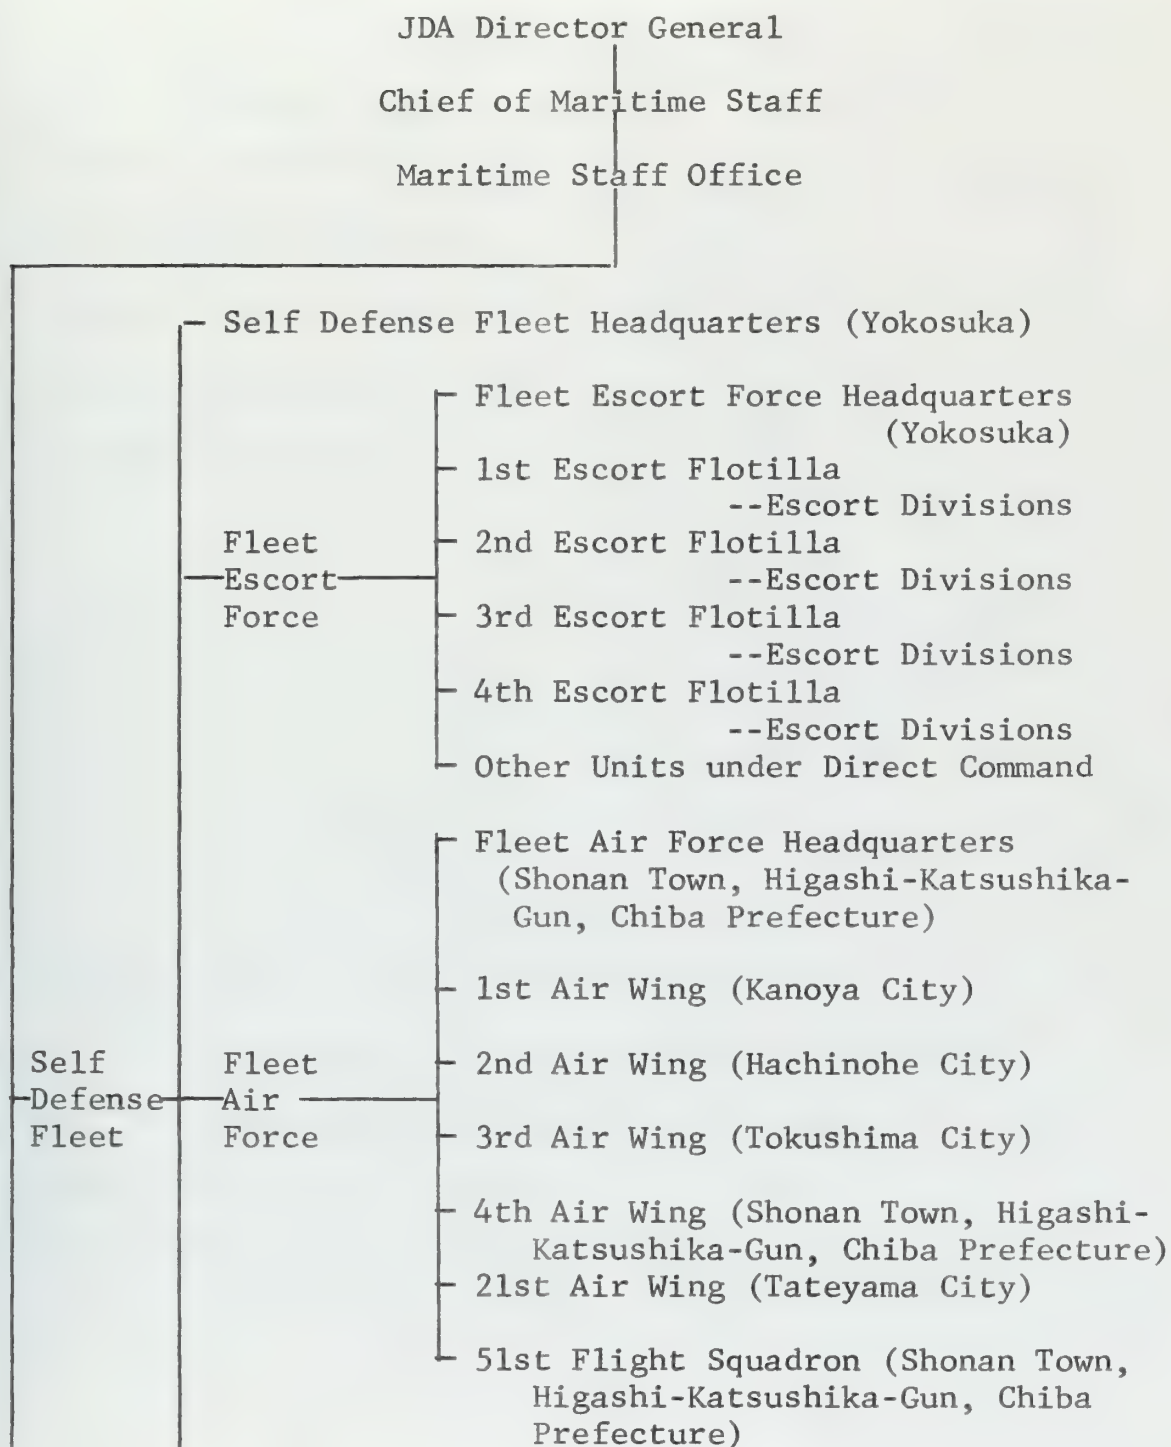 JDA Director General
Chief of Maritime Staff
Maritime Staff Office
Self Defense Fleet Headquarters (Yokosuka)
Fleet Escort Force Headquarters
(Yokosuka)
1st Escort Flotilla
--Escort Divisions
2nd Escort Flotilla
--Escort Divisions
3rd Escort Flotilla
--Escort Divisions
4th Escort Flotilla
--Escort Divisions
Other Units under Direct Command
Fleet
Escort
Force
Fleet Air Force Headquarters
(Shonan Town, Higashi-Katsushika-
Gun, Chiba Prefecture)
1st Air Wing (Kanoya City)
2nd Air Wing (Hachinohe City)
3rd Air Wing (Tokushima City)
4th Air Wing (Shonan Town, Higashi-
Katsushika-Gun, Chiba Prefecture)
21st Air Wing (Tateyama City)
51st Flight Squadron (Shonan Town,
Higashi-Katsushika-Gun, Chiba
Prefecture)
Self
Defense
Fleet
Fleet
Air
Force